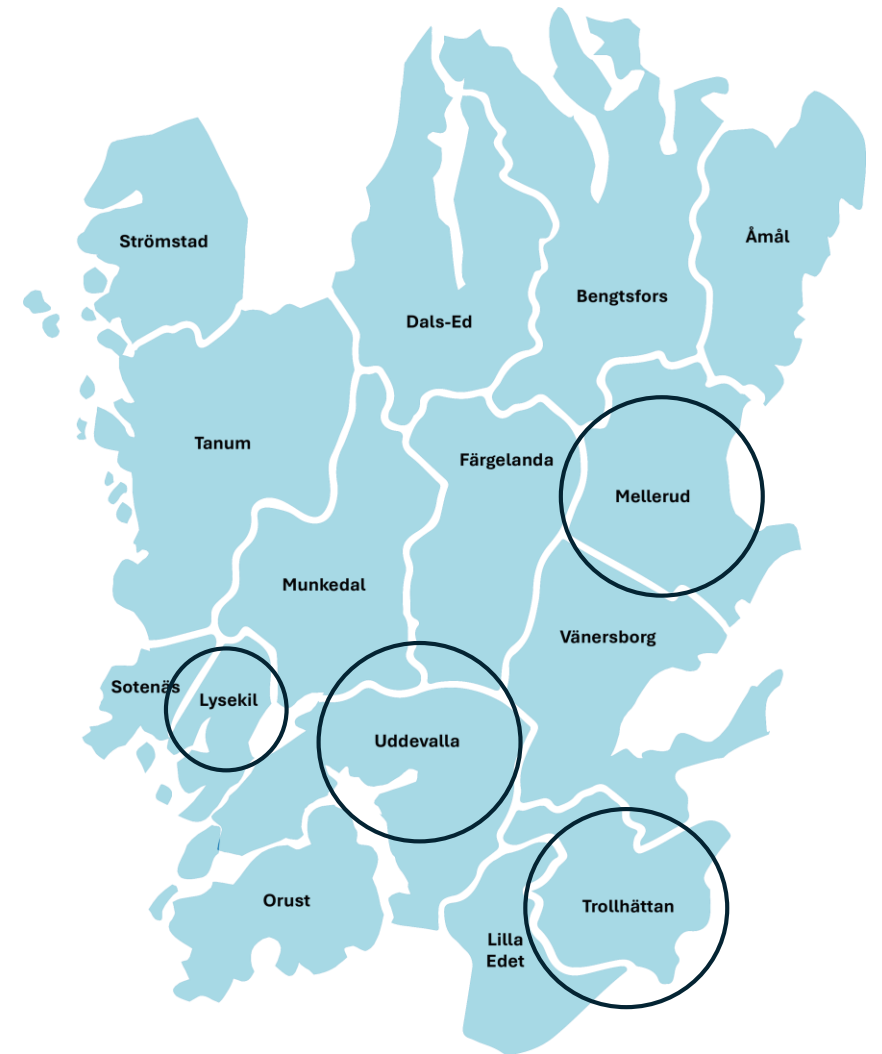 Åmål
Strömstad
Bengtsfors
Dals-Ed
Tanum
Färgelanda
Mellerud
Munkedal
Vänersborg
Sotenäs
Lysekil
Uddevalla
Orust
Trollhättan
Lilla
Edet